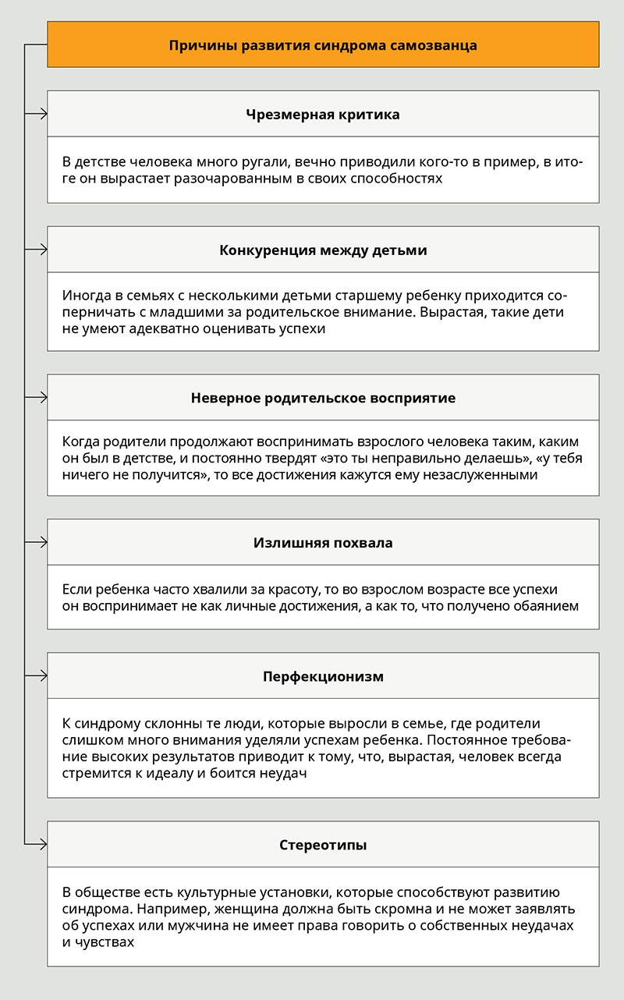 Причины развития синдрома самозванца
Чрезмерная критика
В детстве человека много ругали, вечно приводили кого-то в пример, в ито-
ге он вырастает разочарованным в своих способностях
Конкуренция между детьми
Иногда в семьях с несколькими детьми старшему ребенку приходится со-
перничать с младшими за родительское внимание. Вырастая, такие дети
не умеют адекватно оценивать успехи
Неверное родительское восприятие
Когда родители продолжают воспринимать взрослого человека таким, каким
он был в детстве, и постоянно твердят «это ты неправильно делаешь», «у тебя
ничего не получится», то все достижения кажутся ему незаслуженными
Излишняя похвала
Если ребенка часто хвалили за красоту, то во взрослом возрасте все успехи
он воспринимает не как личные достижения, а как то, что получено обаянием
Перфекционизм
К синдрому склонны те люди, которые выросли в семье, где родители
слишком много внимания уделяли успехам ребенка. Постоянное требова-
ние высоких результатов приводит к тому, что, вырастая, человек всегда
стремится к идеалу и боится неудач
Стереотипы
В обществе есть культурные установки, которые способствуют развитию
синдрома. Например, женщина должна быть скромна и не может заявлять
об успехах или мужчина не имеет права говорить о собственных неудачах
и чувствах